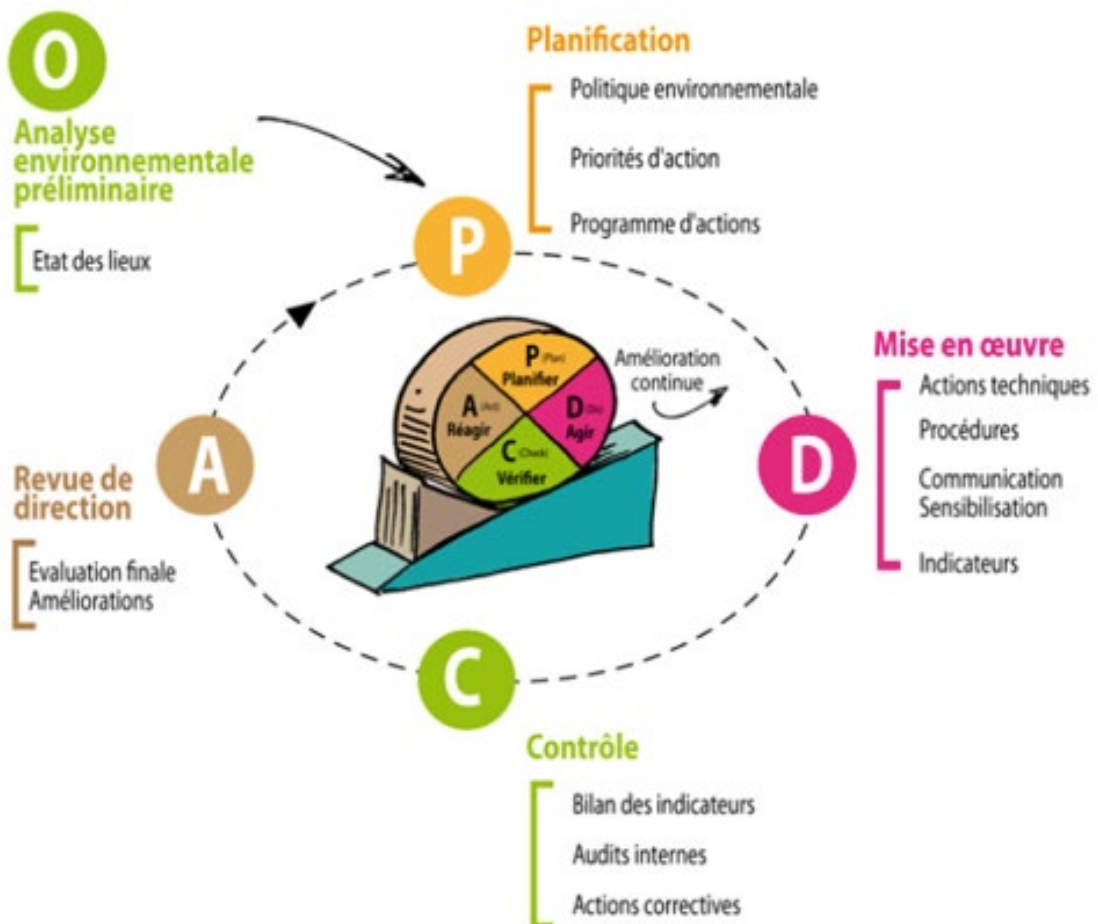 O
Analyse
environnementale
préliminaire
Etat des lieux
Planification
Politique environnementale
Priorités d'action
Programme d'actions
P
Mise en œuvre
Actions techniques
Procédures
Communication
Sensibilisation
Indicateurs
D
C
Contrôle
Bilan des indicateurs
Audits internes
Actions correctives
A
Revue de
direction
Evaluation finale
Améliorations
P (Plan)
Planifier
A (Act)
Réagir
D (Do)
Agir
C (Check)
Vérifier
Amélioration
continue